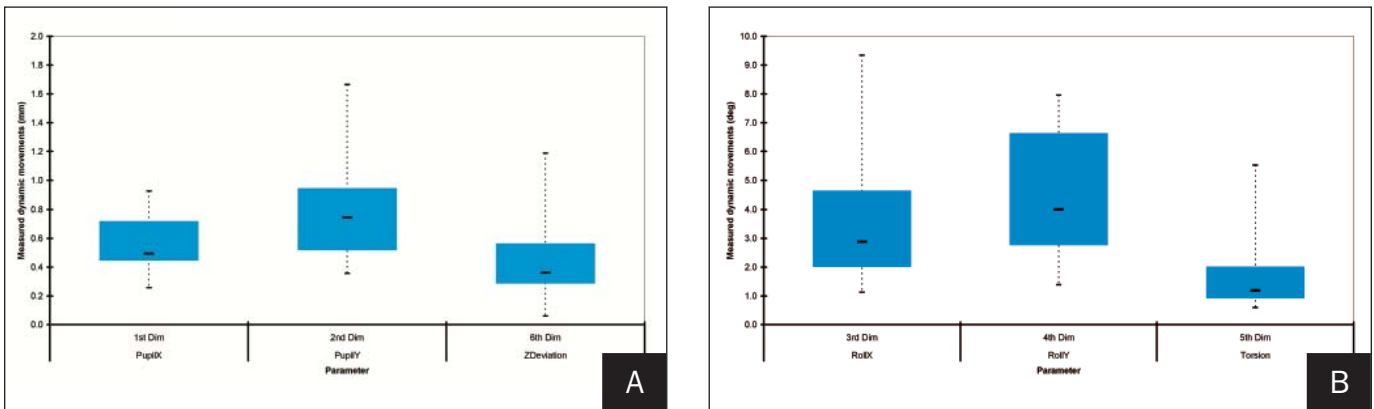 Measured dynamic movements (mm)
2.0
1.8
1.6
1.4
1.2
1.0
0.8
0.6
0.4
0.2
0.0
1st Dim 2nd Dim 6th Dim
PupilX PupilY ZDeviation
Parameter
A
Measured dynamic movements (deg)
10.0
9.0
8.0
7.0
6.0
5.0
4.0
3.0
2.0
1.0
0.0
3rd Dim 4th Dim 5th Dim
RollX RollY Torsion
Parameter
B